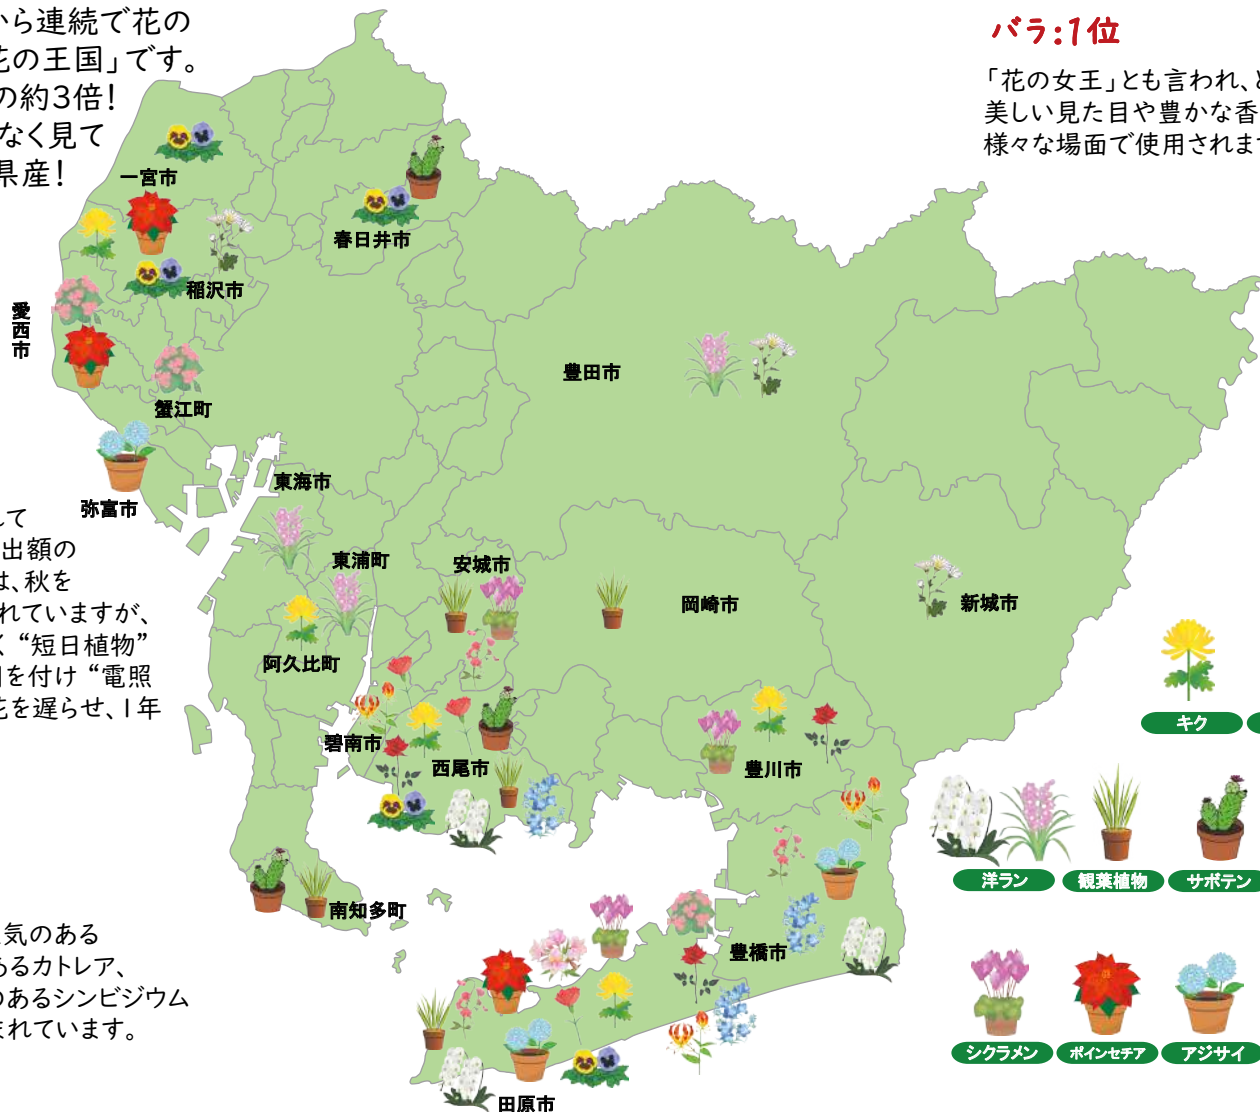 から連続で花の
花の王国」です。
の約3倍！
なく見て
県産！
バラ:1位
「花の女王」とも言われ、と
美しい見た目や豊かな香
様々な場面で使用されます
一宮市
春日井市
稲沢市
愛西市
豊田市
蟹江町
弥富市
東海市
東浦町
安城市
岡崎市
新城市
阿久比町
碧南市
西尾市
豊川市
南知多町
豊橋市
田原市
れて
出額の
は、秋を
れていますが、
く“短日植物”
明を付け“電照
花を遅らせ、1年
気のある
あるカトレア、
のあるシンビジウム
まれています。
キク
洋ラン
観葉植物
サボテン
シクラメン
ポインセチア
アジサイ